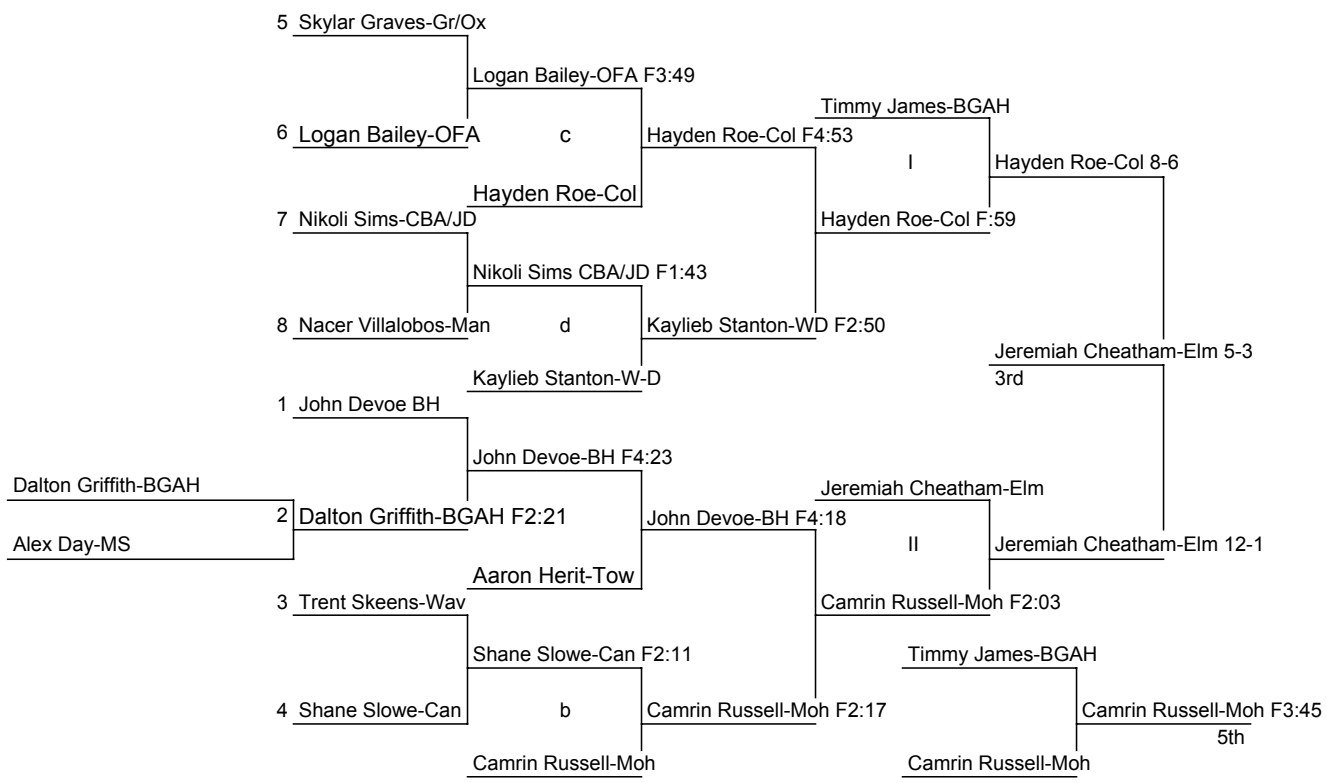 5 Skylar Graves-Gr/Ox
Logan Bailey-OFA F3:49
Timmy James-BGAH
6 Logan Bailey-OFA
c
Hayden Roe-Col F4:53
I
Hayden Roe-Col 8-6
Hayden Roe-Col
7 Nikoli Sims-CBA/JD
Hayden Roe-Col F:59
Nikoli Sims CBA/JD F1:43
8 Nacer Villalobos-Man
d
Kaylieb Stanton-WD F2:50
Jeremiah Cheatham-Elm 5-3
3rd
Kaylieb Stanton-W-D
1 John Devoe BH
John Devoe-BH F4:23
Dalton Griffith-BGAH
Jeremiah Cheatham-Elm
2 Dalton Griffith-BGAH F2:21
John Devoe-BH F4:18
Alex Day-MS
II
Jeremiah Cheatham-Elm 12-1
Aaron Herit-Tow
3 Trent Skeens-Wav
Camrin Russell-Moh F2:03
Shane Slowe-Can F2:11
Timmy James-BGAH
4 Shane Slowe-Can
b
Camrin Russell-Moh F2:17
Camrin Russell-Moh F3:45
5th
Camrin Russell-Moh
Camrin Russell-Moh